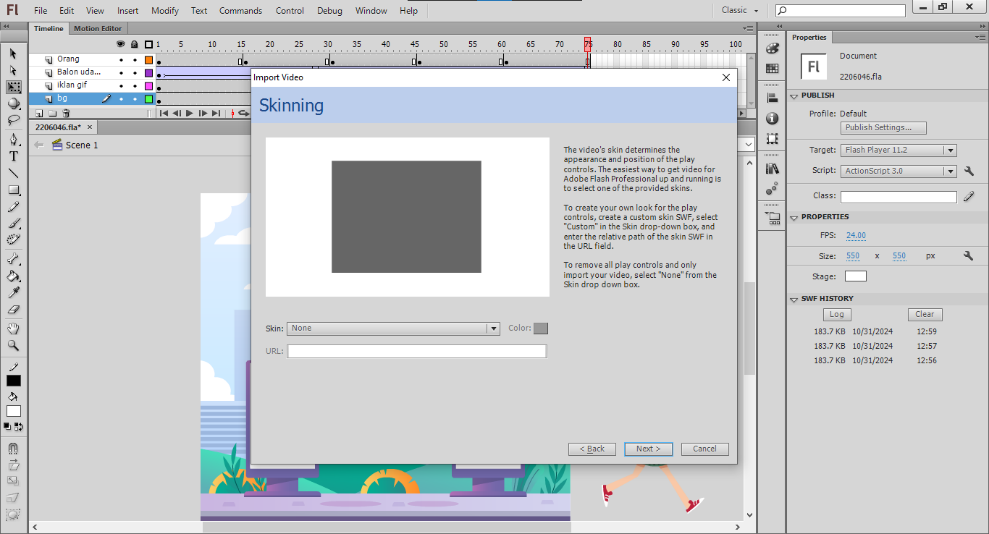 Fl File Edit View Insert Modify Text Commands Control Debug Window Help Classic
Timeline Motion Editor
1 5 10 15 20 25 30 35 40 45 50 55 60 65 70 75 80 85 90 95 100
Orang
Balon uda...
iklan gif
bg
2206046.fla*
Scene 1
Import Video
Skinning
The video's skin determines the
appearance and position of the play
controls. The easiest way to get video for
Adobe Flash Professional up and running is
to select one of the provided skins.
To create your own look for the play
controls, create a custom skin SWF, select
"Custom" in the Skin drop-down box, and
enter the relative path of the skin SWF in
the URL field.
To remove all play controls and only
import your video, select "None" from the
Skin drop down box.
Skin: None Color:
URL:
< Back Next > Cancel
Properties
Fl
Document
2206046.fla
PUBLISH
Profile: Default
Publish Settings...
Target: Flash Player 11.2
Script: ActionScript 3.0
Class:
PROPERTIES
FPS: 24.00
Size: 550 x 550 px
Stage:
SWF HISTORY
Log Clear
183.7 KB 10/31/2024 12:59
183.7 KB 10/31/2024 12:57
183.7 KB 10/31/2024 12:56